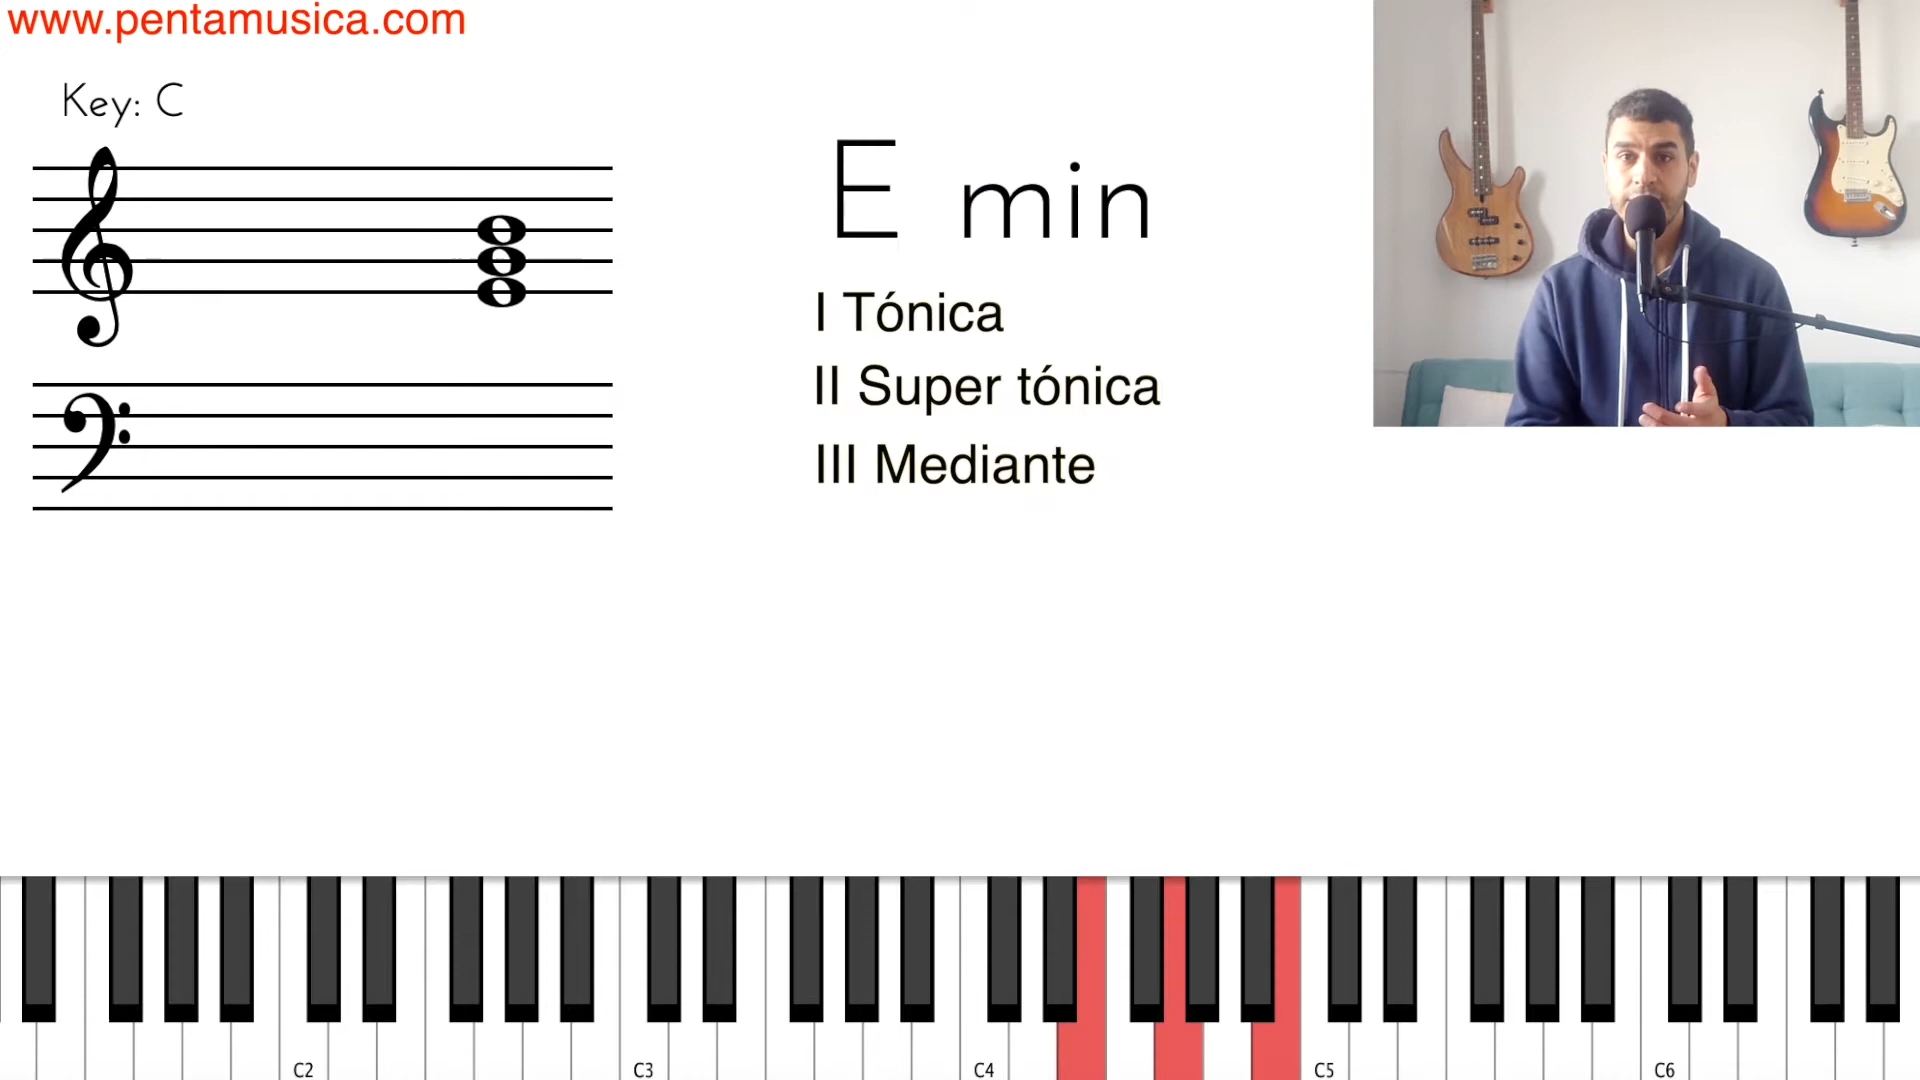 www.pentamusica.com
Key: C
E min
I Tónica
II Super tónica
III Mediante
C2
C3
C4
C5
C6